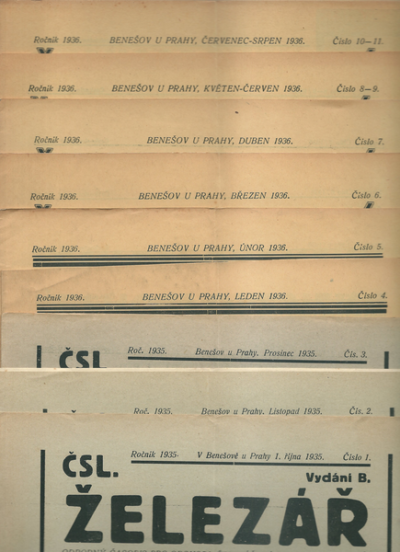 Ročník 1936. BENEŠOV U PRAHY, ČERVENEC-SRPEN 1936. Číslo 10—11.
Ročník 1936. BENEŠOV U PRAHY, KVĚTEN-ČERVEN 1936. Číslo 8—9.
Ročník 1936. BENEŠOV U PRAHY, DUBEN 1936. Číslo 7.
Ročník 1936. BENEŠOV U PRAHY, BŘEZEN 1936. Číslo 6.
Ročník 1936. BENEŠOV U PRAHY, ÚNOR 1936. Číslo 5.
Ročník 1936. BENEŠOV U PRAHY, LEDEN 1936. Číslo 4.
Roč. 1935. Benešov u Prahy. Prosinec 1935. Čís. 3.
ČSL.
Roč. 1935. Benešov u Prahy. Listopad 1935. Čís. 2.
Ročník 1935· V Benešově u Prahy 1. října 1935. Číslo 1.
ČSL. Vydání B.
ŽELEZÁŘ